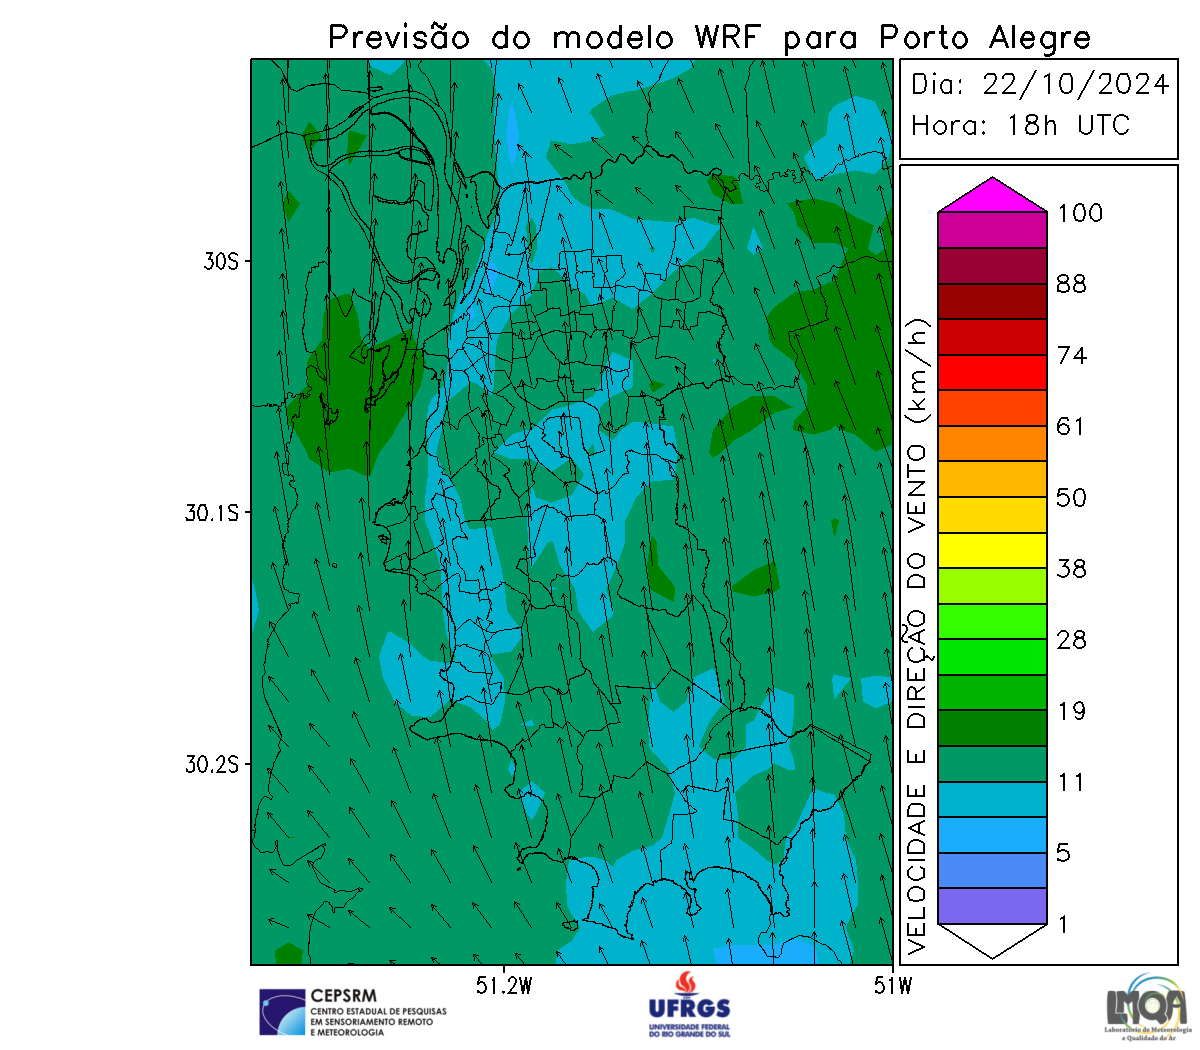 Previsão do modelo WRF para Porto Alegre
Dia: 22/10/2024
Hora: 18h UTC
30S
30.1S
30.2S
51.2W
51W
VELOCIDADE E DIREÇÃO DO VENTO (km/h)
100
88
74
61
50
38
28
19
11
5
1
CEPSRM
CENTRO ESTADUAL DE PESQUISAS
EM SENSORIAMENTO REMOTO
E METEOROLOGIA
UFRGS
UNIVERSIDADE FEDERAL
DO RIO GRANDE DO SUL
LMQA
Laboratório de Meteorologia
e Qualidade do Ar